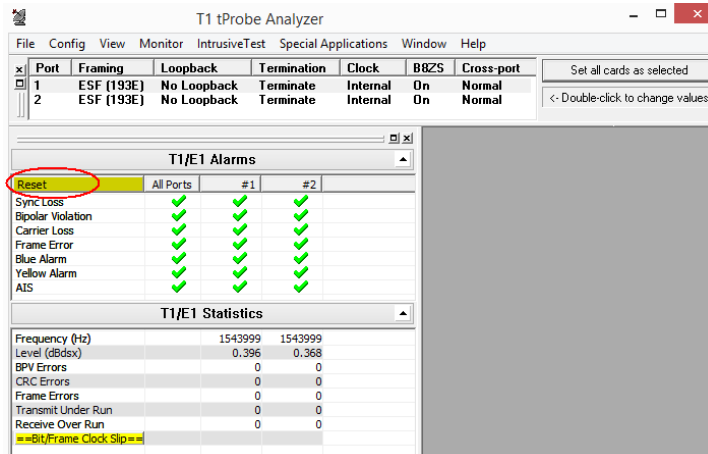 T1 tProbe Analyzer
File Config View Monitor IntrusiveTest Special Applications Window Help
Port Framing Loopback Termination Clock B8ZS Cross-port
1 ESF (193E) No Loopback Terminate Internal On Normal
2 ESF (193E) No Loopback Terminate Internal On Normal
Set all cards as selected
<- Double-click to change values
T1/E1 Alarms
Reset All Ports #1 #2
Sync Loss
Bipolar Violation
Carrier Loss
Frame Error
Blue Alarm
Yellow Alarm
AIS
T1/E1 Statistics
Frequency (Hz) 1543999 1543999
Level (dBdsx) 0.396 0.368
BPV Errors 0 0
CRC Errors 0 0
Frame Errors 0 0
Transmit Under Run 0 0
Receive Over Run 0 0
==Bit/Frame Clock Slip==